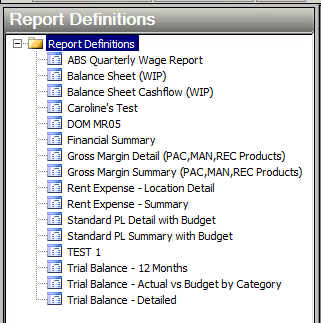 Report Definitions
Report Definitions
ABS Quarterly Wage Report
Balance Sheet (WIP)
Balance Sheet Cashflow (WIP)
Caroline's Test
DOM MR05
Financial Summary
Gross Margin Detail (PAC,MAN,REC Products)
Gross Margin Summary (PAC,MAN,REC Products)
Rent Expense - Location Detail
Rent Expense - Summary
Standard PL Detail with Budget
Standard PL Summary with Budget
TEST 1
Trial Balance - 12 Months
Trial Balance - Actual vs Budget by Category
Trial Balance - Detailed